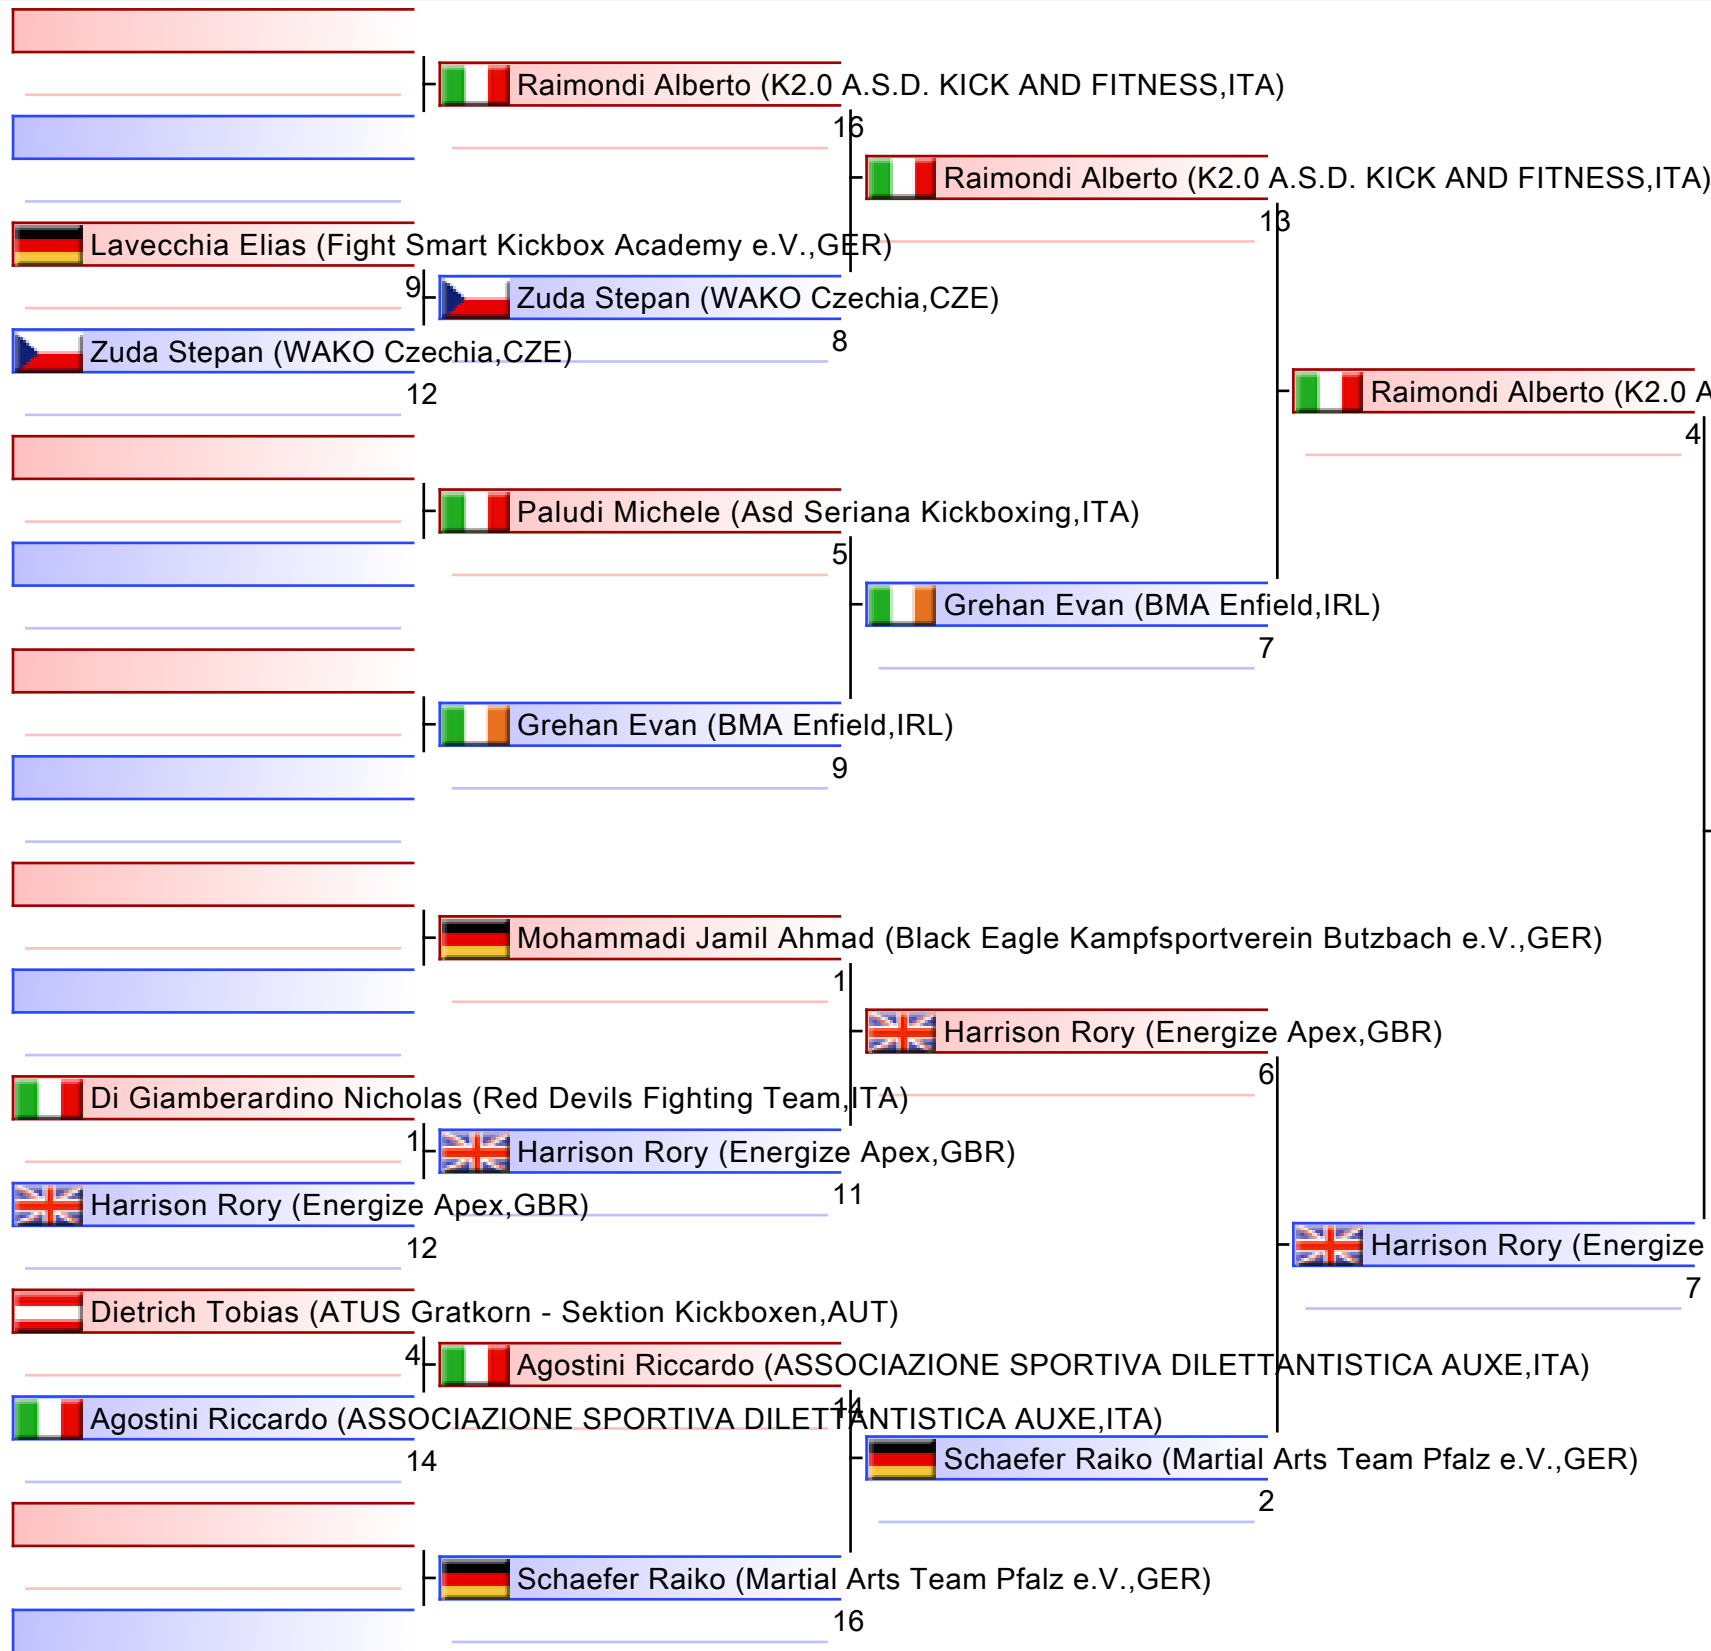 Raimondi Alberto (K2.0 A.S.D. KICK AND FITNESS,ITA)
16
Raimondi Alberto (K2.0 A.S.D. KICK AND FITNESS,ITA)
13
Lavecchia Elias (Fight Smart Kickbox Academy e.V.,GER)
9
Zuda Stepan (WAKO Czechia,CZE)
8
Zuda Stepan (WAKO Czechia,CZE)
12
Raimondi Alberto (K2.0 A
4
Paludi Michele (Asd Seriana Kickboxing,ITA)
5
Grehan Evan (BMA Enfield,IRL)
7
Grehan Evan (BMA Enfield,IRL)
9
Mohammadi Jamil Ahmad (Black Eagle Kampfsportverein Butzbach e.V.,GER)
1
Harrison Rory (Energize Apex,GBR)
6
Di Giamberardino Nicholas (Red Devils Fighting Team,ITA)
1
Harrison Rory (Energize Apex,GBR)
11
Harrison Rory (Energize Apex,GBR)
12
Harrison Rory (Energize
7
Dietrich Tobias (ATUS Gratkorn - Sektion Kickboxen,AUT)
4
Agostini Riccardo (ASSOCIAZIONE SPORTIVA DILETTANTISTICA AUXE,ITA)
14
Agostini Riccardo (ASSOCIAZIONE SPORTIVA DILETTANTISTICA AUXE,ITA)
14
Schaefer Raiko (Martial Arts Team Pfalz e.V.,GER)
2
Schaefer Raiko (Martial Arts Team Pfalz e.V.,GER)
16